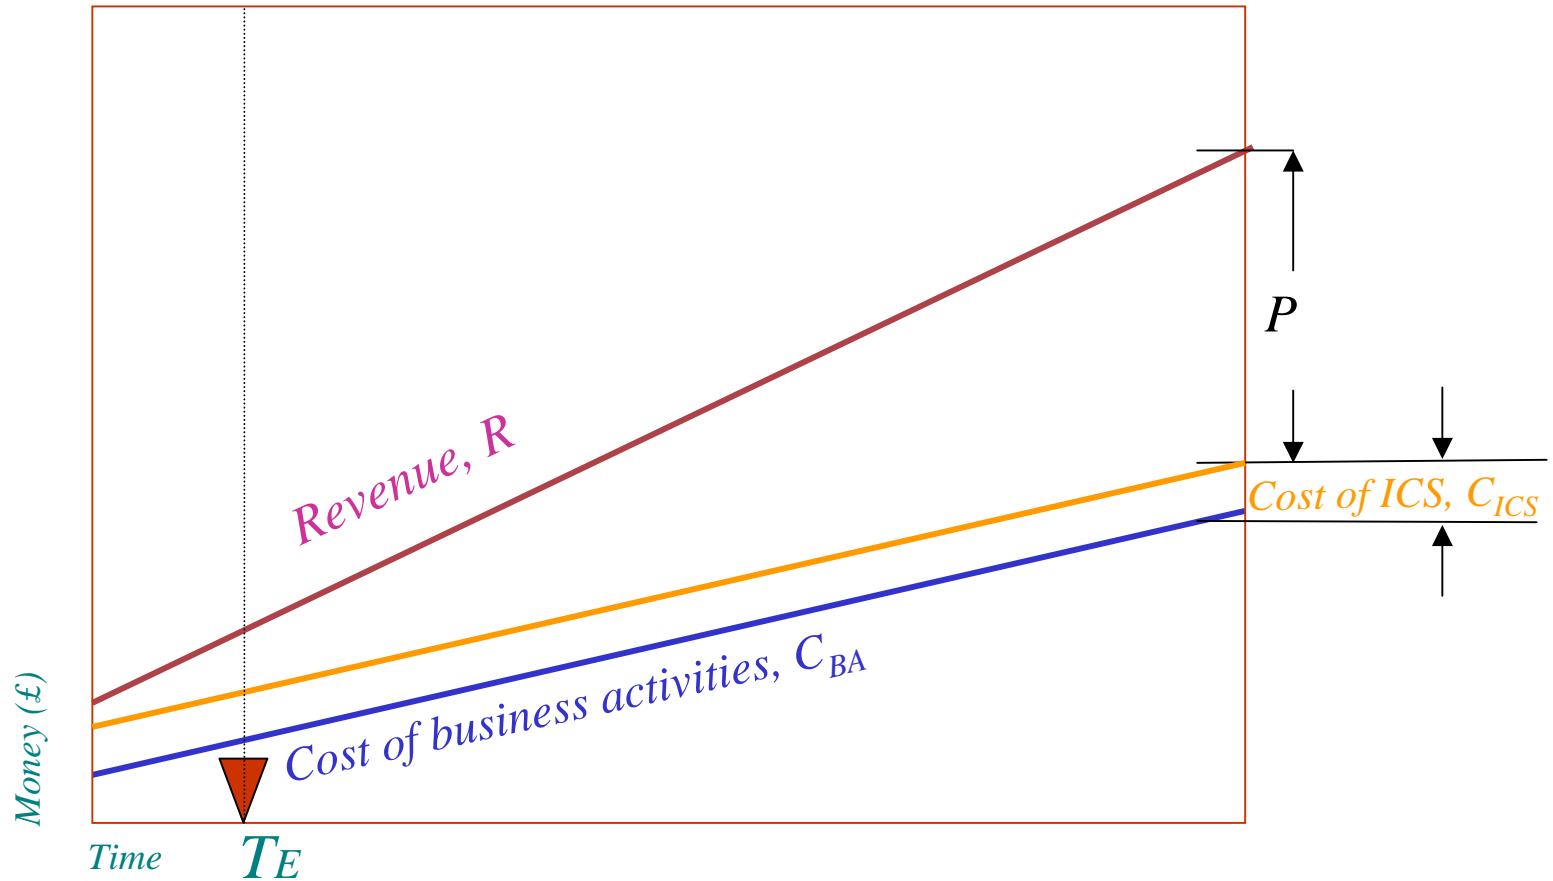 P
Revenue, R
Cost of ICS, C_ICS
Cost of business activities, C_BA
Money (£)
Time
T_E